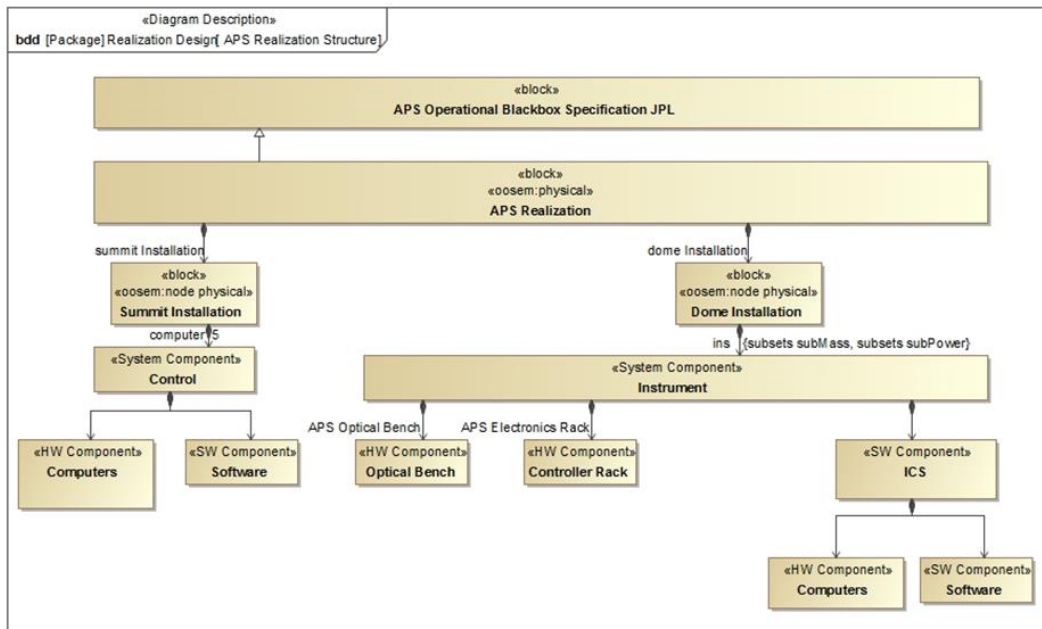 «Diagram Description»
bdd [Package] Realization Design[ APS Realization Structure]
«block»
APS Operational Blackbox Specification JPL
«block»
«oosem:physical»
APS Realization
summit Installation
dome Installation
«block»
«oosem:node physical»
Summit Installation
«block»
«oosem:node physical»
Dome Installation
computer 5
ins {subsets subMass, subsets subPower}
«System Component»
Control
«System Component»
Instrument
APS Optical Bench
APS Electronics Rack
«HW Component»
Computers
«SW Component»
Software
«HW Component»
Optical Bench
«HW Component»
Controller Rack
«SW Component»
ICS
«HW Component»
Computers
«SW Component»
Software